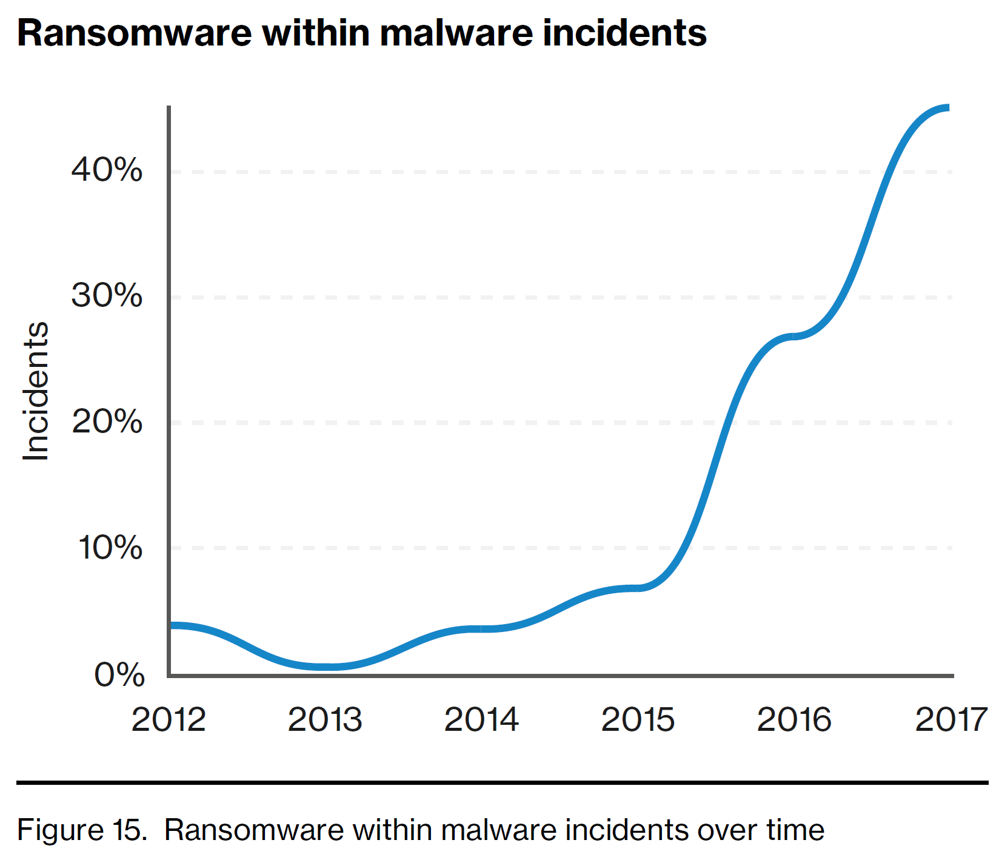 Ransomware within malware incidents
40%
30%
Incidents
20%
10%
0%
2012 2013 2014 2015 2016 2017
Figure 15. Ransomware within malware incidents over time